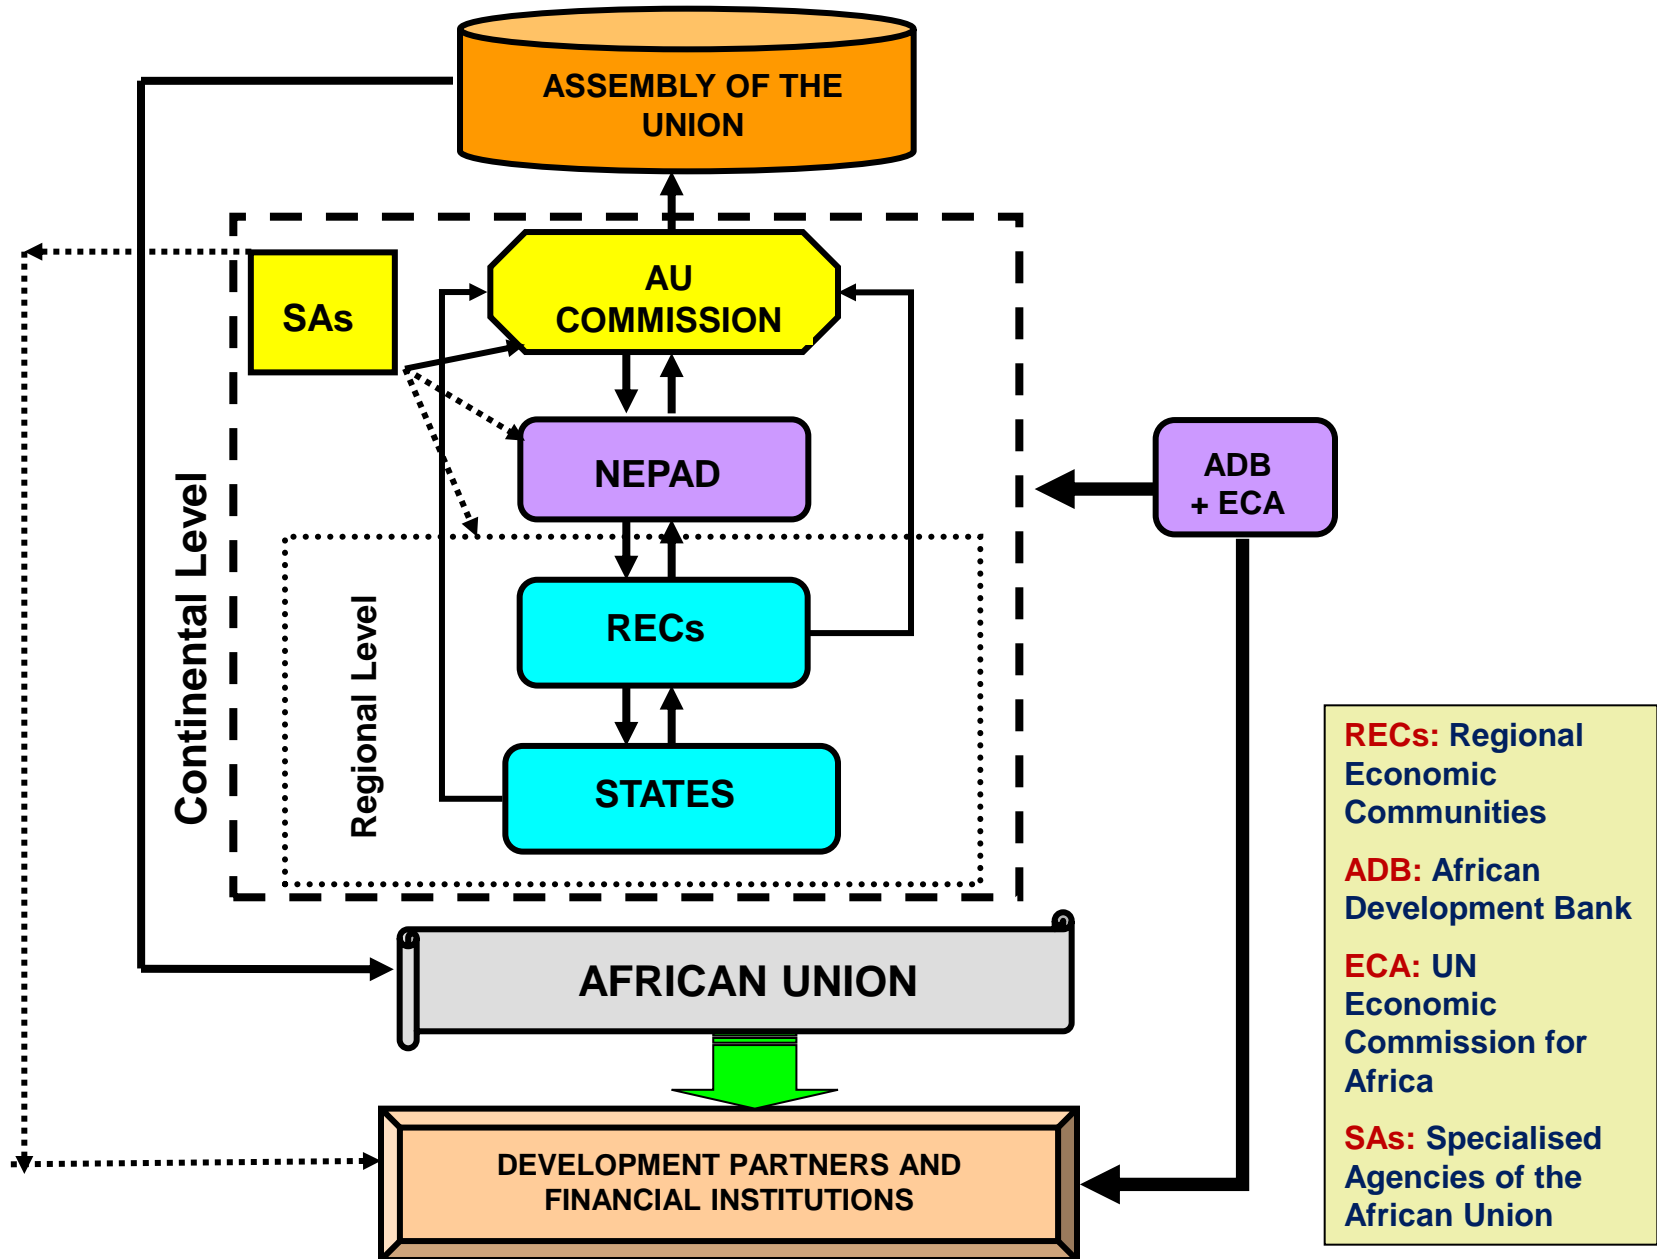 ASSEMBLY OF THE
UNION
SAs
AU
COMMISSION
NEPAD
ADB
+ ECA
Continental Level
Regional Level
RECs
STATES
AFRICAN UNION
DEVELOPMENT PARTNERS AND
FINANCIAL INSTITUTIONS
RECs: Regional
Economic
Communities
ADB: African
Development Bank
ECA: UN
Economic
Commission for
Africa
SAs: Specialised
Agencies of the
African Union